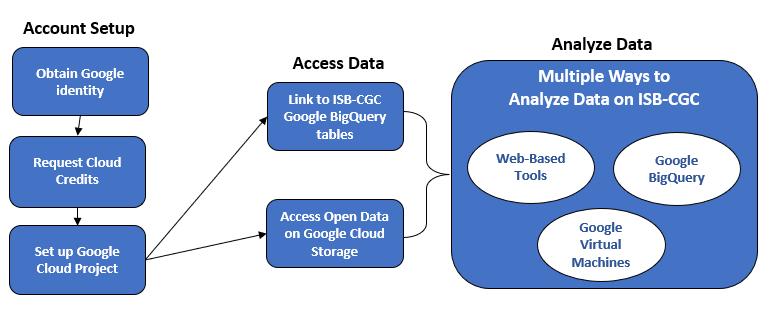 Account Setup
Obtain Google
identity
Request Cloud
Credits
Set up Google
Cloud Project
Access Data
Link to ISB-CGC
Google BigQuery
tables
Access Open Data
on Google Cloud
Storage
Analyze Data
Multiple Ways to
Analyze Data on ISB-CGC
Web-Based
Tools
Google
BigQuery
Google
Virtual
Machines